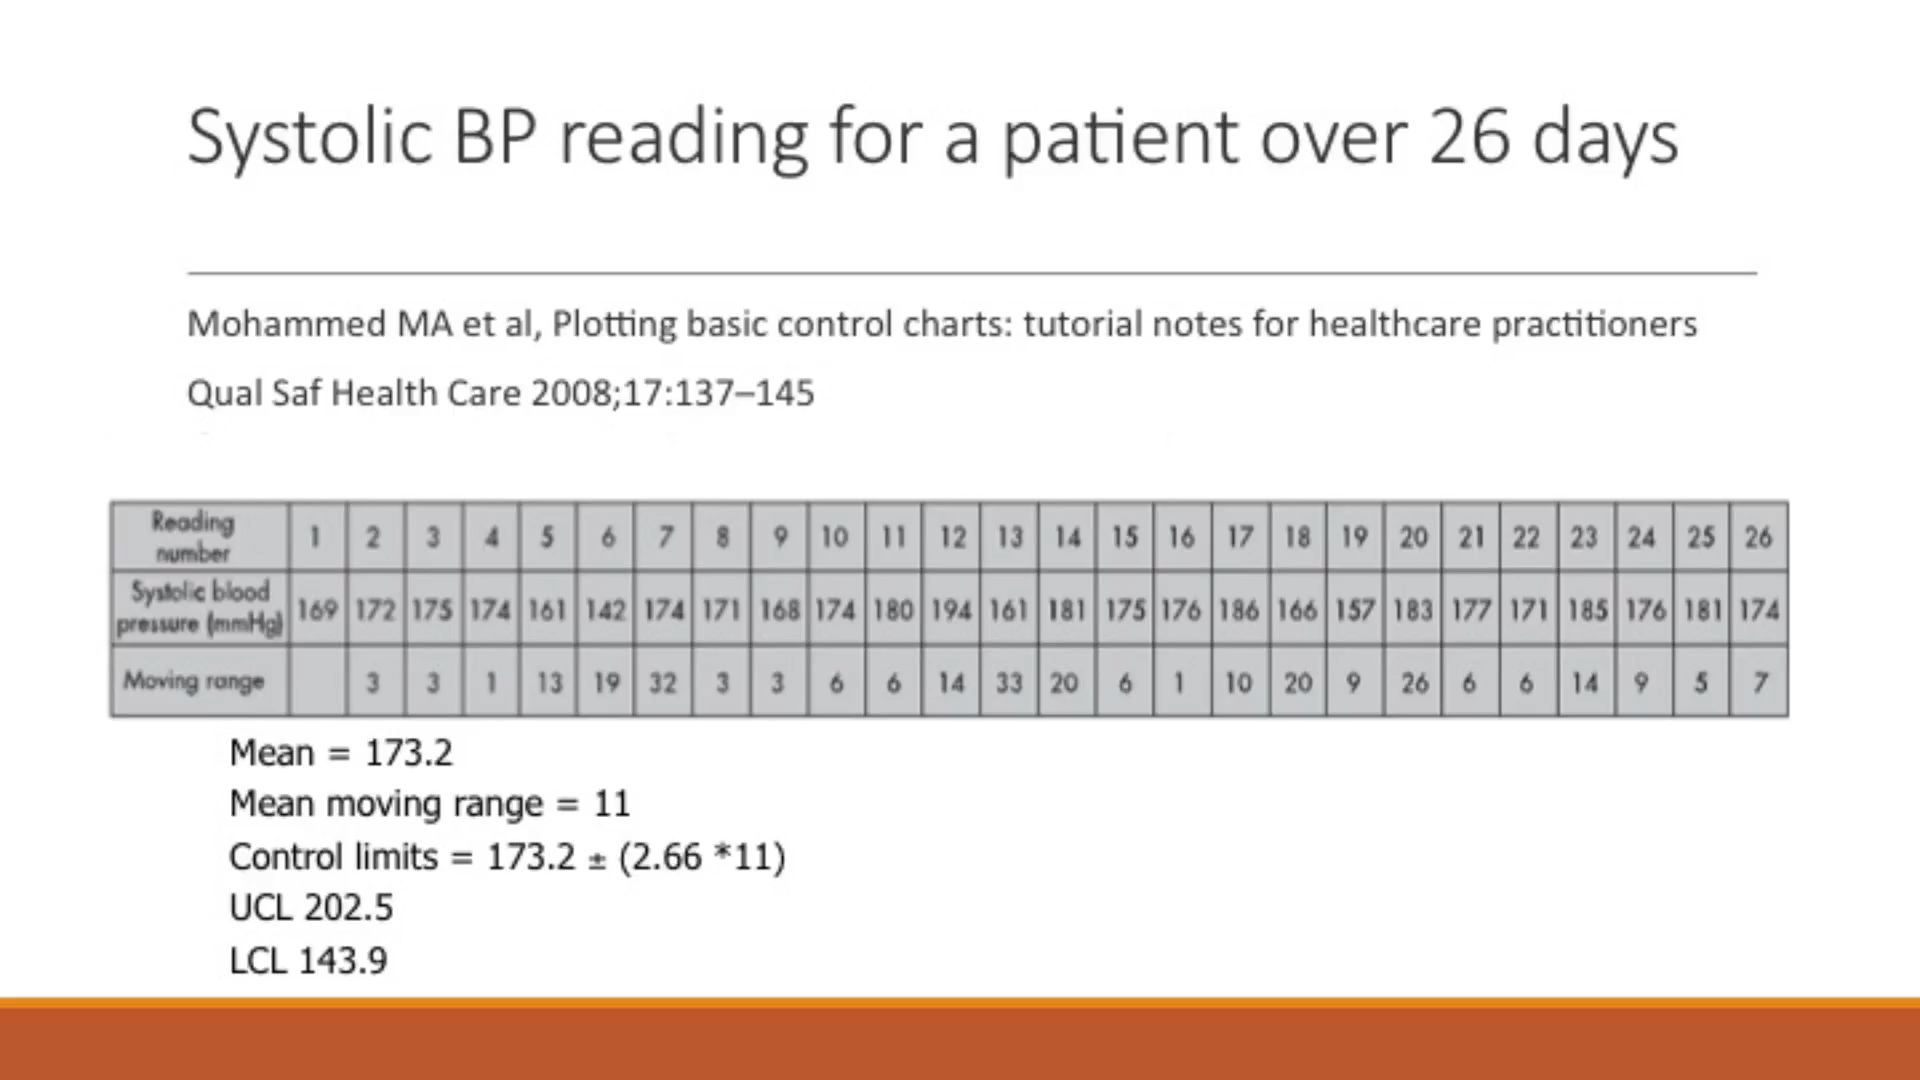 Systolic BP reading for a patient over 26 days
Mohammed MA et al, Plotting basic control charts: tutorial notes for healthcare practitioners
Qual Saf Health Care 2008;17:137–145
Reading number 1 2 3 4 5 6 7 8 9 10 11 12 13 14 15 16 17 18 19 20 21 22 23 24 25 26
Systolic blood pressure (mmHg) 169 172 175 174 161 142 174 171 168 174 180 194 161 181 175 176 186 166 157 183 177 171 185 176 181 174
Moving range 3 3 1 13 19 32 3 3 6 6 14 33 20 6 1 10 20 9 26 6 6 14 9 5 7
Mean = 173.2
Mean moving range = 11
Control limits = 173.2 ± (2.66 *11)
UCL 202.5
LCL 143.9